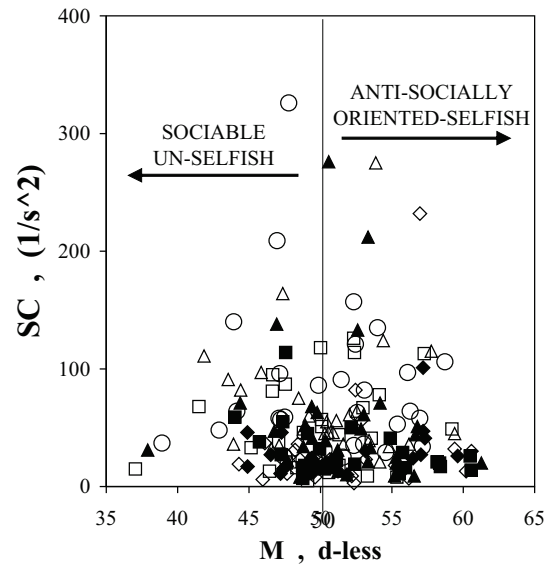 400
300
200
100
0
SC , (1/s^2)
SOCIABLE
UN-SELFISH
ANTI-SOCIALLY
ORIENTED-SELFISH
35 40 45 50 55 60 65
50
M , d-less